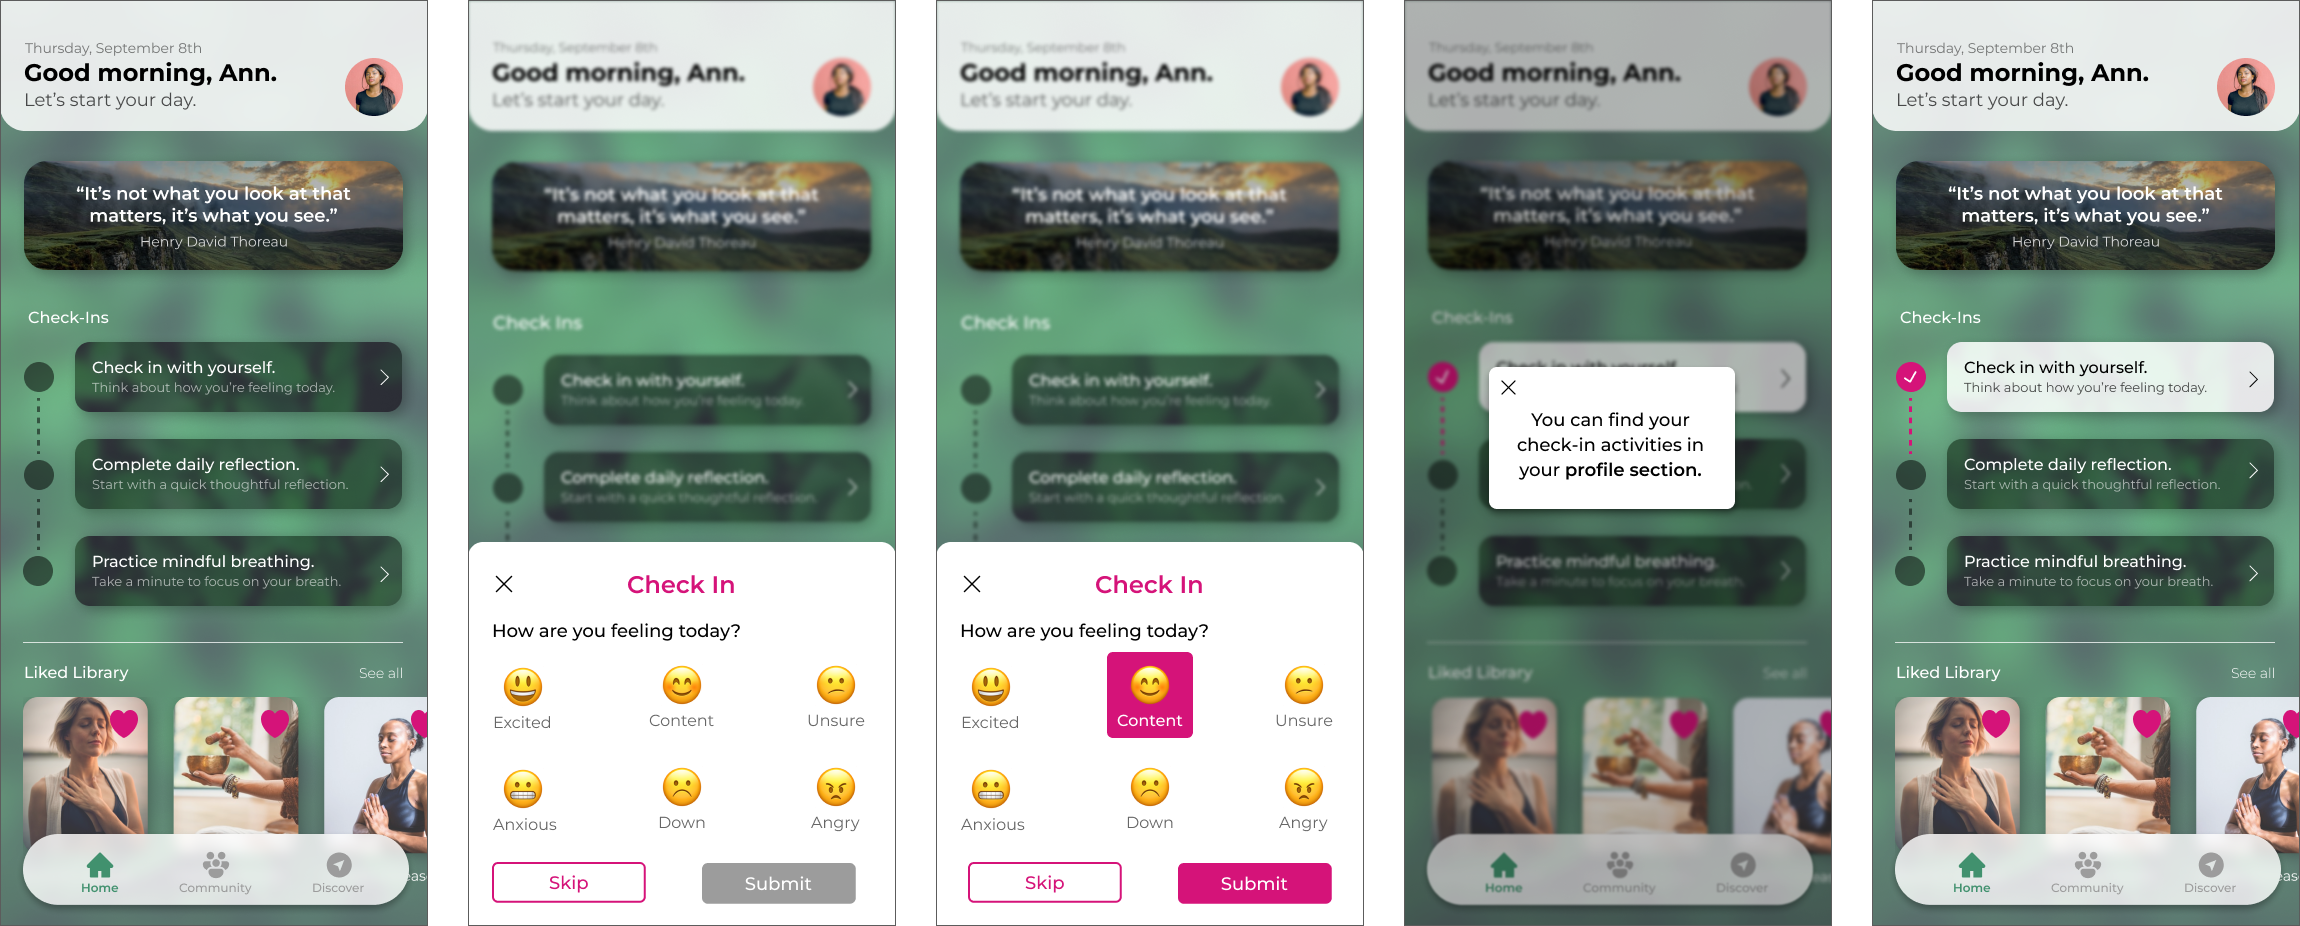 Thursday, September 8th
Good morning, Ann.
Let's start your day.
“It’s not what you look at that
matters, it’s what you see.”
Henry David Thoreau
Check-Ins
Check in with yourself.
Think about how you’re feeling today.
Complete daily reflection.
Start with a quick thoughtful reflection.
Practice mindful breathing.
Take a minute to focus on your breath.
Liked Library
See all
Home
Community
Discover
Thursday, September 8th
Good morning, Ann.
Let's start your day.
“It’s not what you look at that
matters, it’s what you see.”
Henry David Thoreau
Check Ins
Check in with yourself.
Think about how you’re feeling today.
Complete daily reflection.
Start with a quick thoughtful reflection.
Check In
How are you feeling today?
Excited
Content
Unsure
Anxious
Down
Angry
Skip
Submit
Thursday, September 8th
Good morning, Ann.
Let's start your day.
“It’s not what you look at that
matters, it’s what you see.”
Henry David Thoreau
Check Ins
Check in with yourself.
Think about how you’re feeling today.
Complete daily reflection.
Start with a quick thoughtful reflection.
Check In
How are you feeling today?
Excited
Content
Unsure
Anxious
Down
Angry
Skip
Submit
Thursday, September 8th
Good morning, Ann.
Let's start your day.
“It’s not what you look at that
matters, it’s what you see.”
Henry David Thoreau
Check-Ins
Check in with yourself.
You can find your
check-in activities in
your profile section.
Practice mindful breathing.
Take a minute to focus on your breath.
Liked Library
See all
Home
Community
Discover
Thursday, September 8th
Good morning, Ann.
Let's start your day.
“It’s not what you look at that
matters, it’s what you see.”
Henry David Thoreau
Check-Ins
Check in with yourself.
Think about how you’re feeling today.
Complete daily reflection.
Start with a quick thoughtful reflection.
Practice mindful breathing.
Take a minute to focus on your breath.
Liked Library
See all
Home
Community
Discover